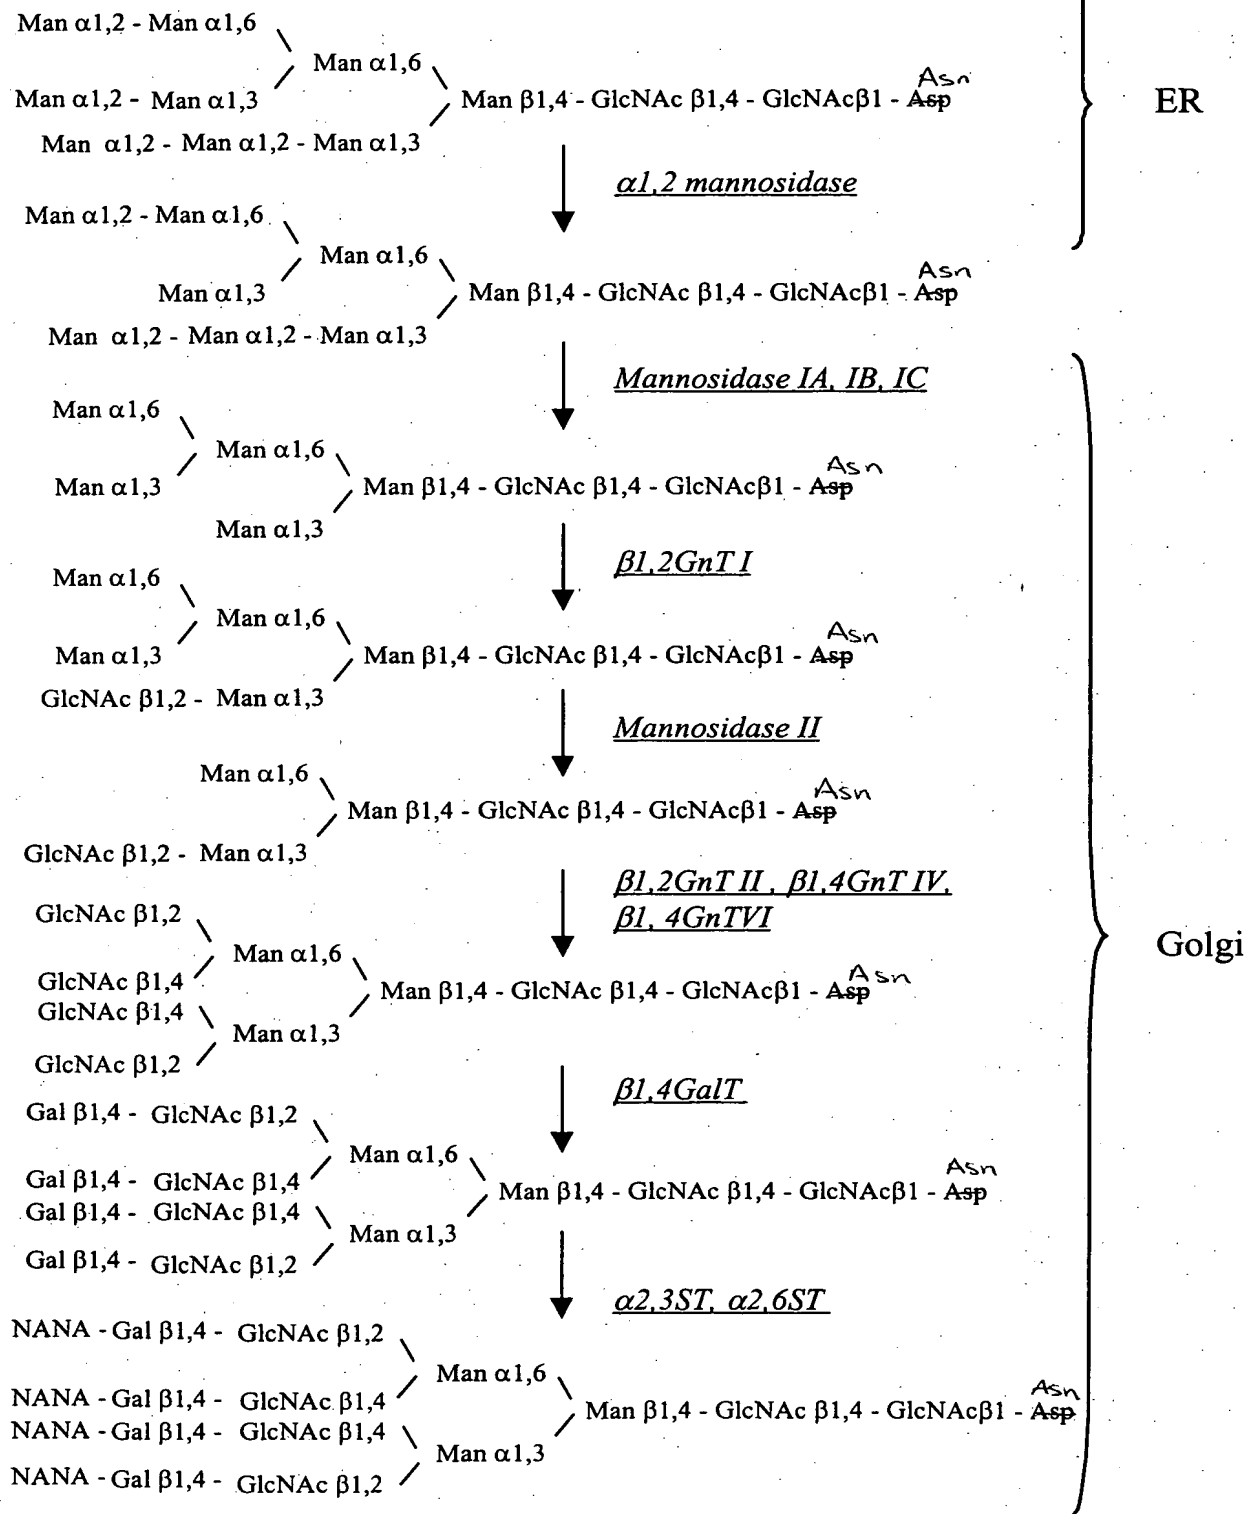 Man α1,2 - Man α1,6
Man α1,6
Man α1,2 - Man α1,3
Asn
Man β1,4 - GlcNAc β1,4 - GlcNAcβ1 - Asp
ER
Man α1,2 - Man α1,2 - Man α1,3
α1,2 mannosidase
Man α1,2 - Man α1,6
Man α1,6
Man α1,3
Asn
Man β1,4 - GlcNAc β1,4 - GlcNAcβ1 - Asp
Man α1,2 - Man α1,2 - Man α1,3
Mannosidase IA, IB, IC
Man α1,6
Man α1,6
Man α1,3
Asn
Man β1,4 - GlcNAc β1,4 - GlcNAcβ1 - Asp
Man α1,3
β1,2GnT I
Man α1,6
Man α1,6
Man α1,3
Asn
Man β1,4 - GlcNAc β1,4 - GlcNAcβ1 - Asp
GlcNAc β1,2 - Man α1,3
Mannosidase II
Man α1,6
Asn
Man β1,4 - GlcNAc β1,4 - GlcNAcβ1 - Asp
GlcNAc β1,2 - Man α1,3
β1,2GnT II , β1,4GnT IV,
β1, 4GnTVI
GlcNAc β1,2
Man α1,6
GlcNAc β1,4
Asn
Man β1,4 - GlcNAc β1,4 - GlcNAcβ1 - Asp
GlcNAc β1,4
Man α1,3
GlcNAc β1,2
Golgi
β1,4GalT
Gal β1,4 - GlcNAc β1,2
Man α1,6
Gal β1,4 - GlcNAc β1,4
Asn
Man β1,4 - GlcNAc β1,4 - GlcNAcβ1 - Asp
Gal β1,4 - GlcNAc β1,4
Man α1,3
Gal β1,4 - GlcNAc β1,2
α2,3ST, α2,6ST
NANA - Gal β1,4 - GlcNAc β1,2
Man α1,6
NANA - Gal β1,4 - GlcNAc β1,4
Asn
Man β1,4 - GlcNAc β1,4 - GlcNAcβ1 - Asp
NANA - Gal β1,4 - GlcNAc β1,4
Man α1,3
NANA - Gal β1,4 - GlcNAc β1,2